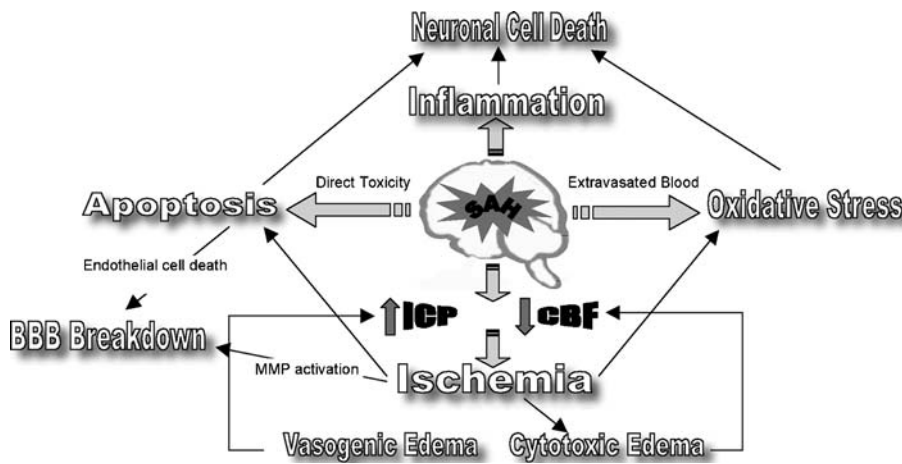 Neuronal Cell Death
Inflammation
Direct Toxicity
Extravasated Blood
Apoptosis
SAH
Oxidative Stress
Endothelial cell death
ICP
CBF
BBB Breakdown
MMP activation
Ischemia
Vasogenic Edema
Cytotoxic Edema